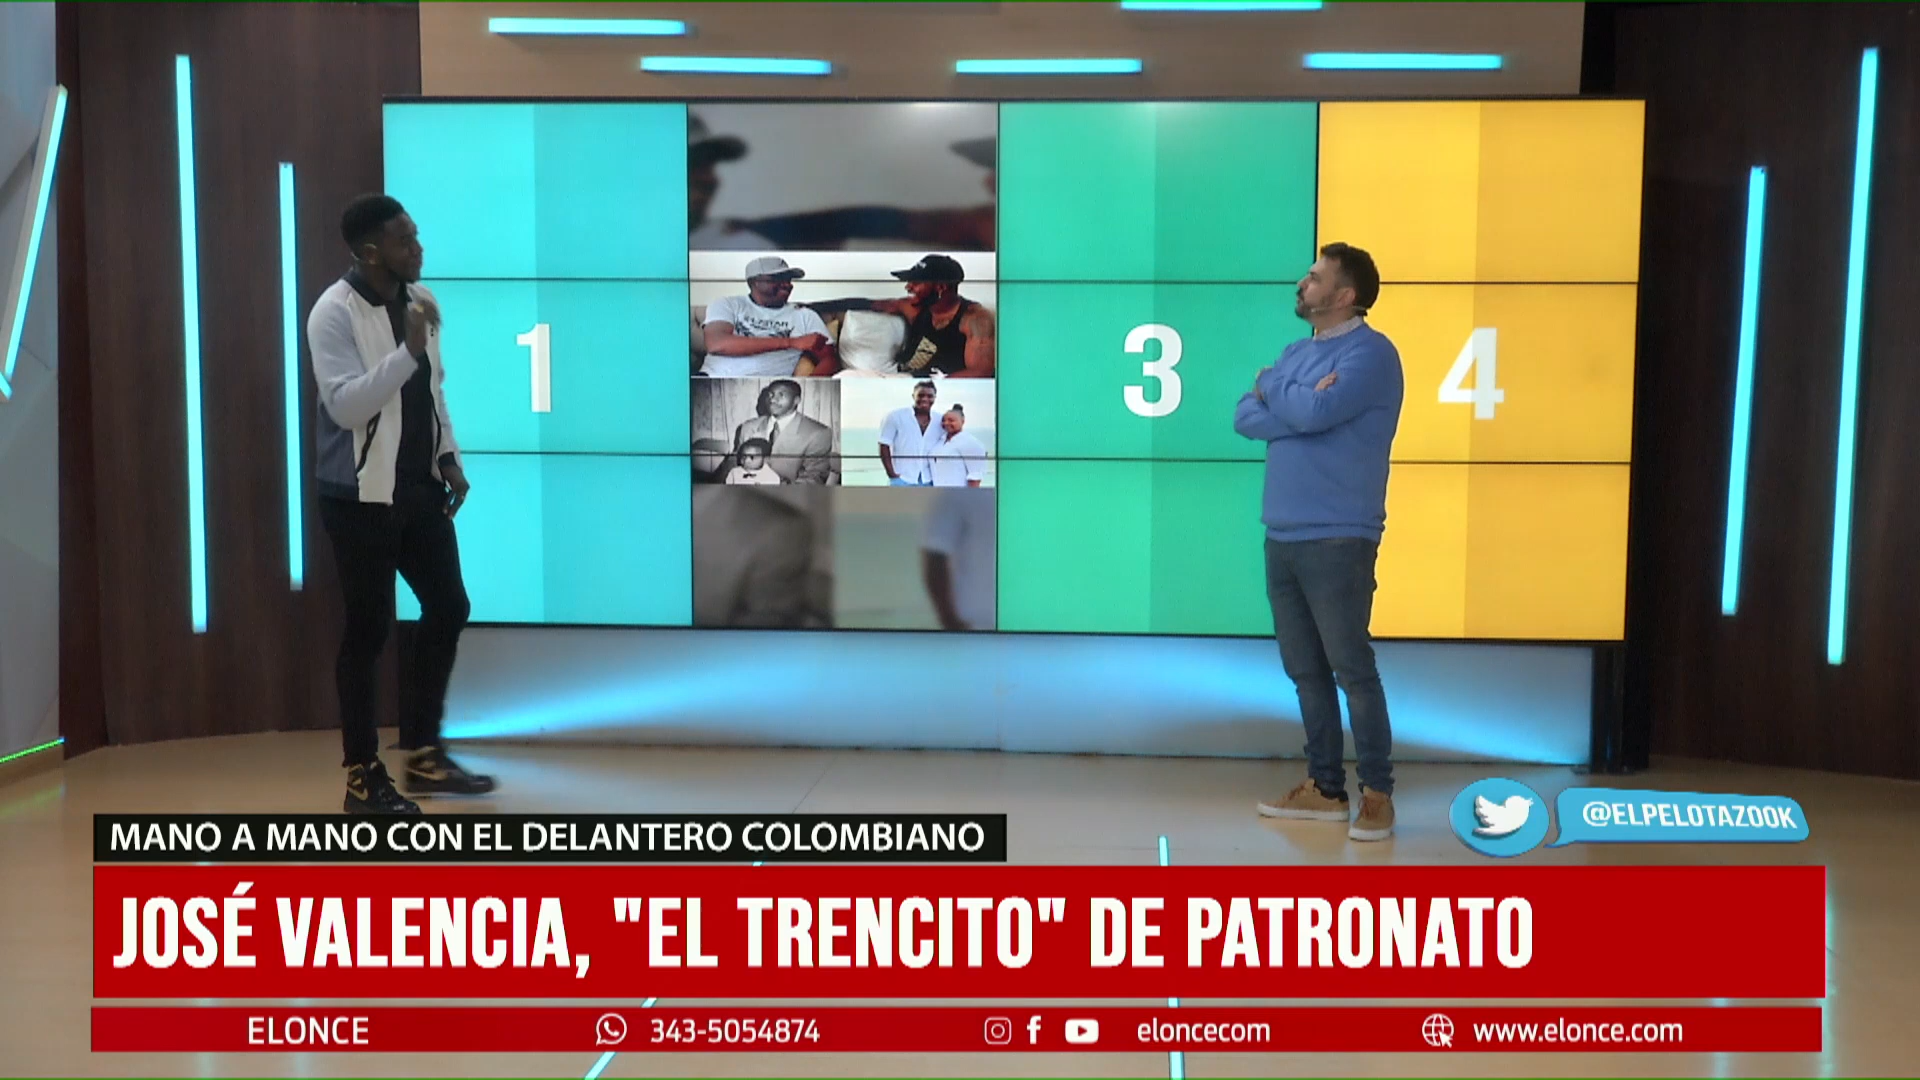 1
3
4
@ELPELOTAZOOK
MANO A MANO CON EL DELANTERO COLOMBIANO
JOSÉ VALENCIA, "EL TRENCITO" DE PATRONATO
ELONCE 343-5054874 eloncecom www.elonce.com